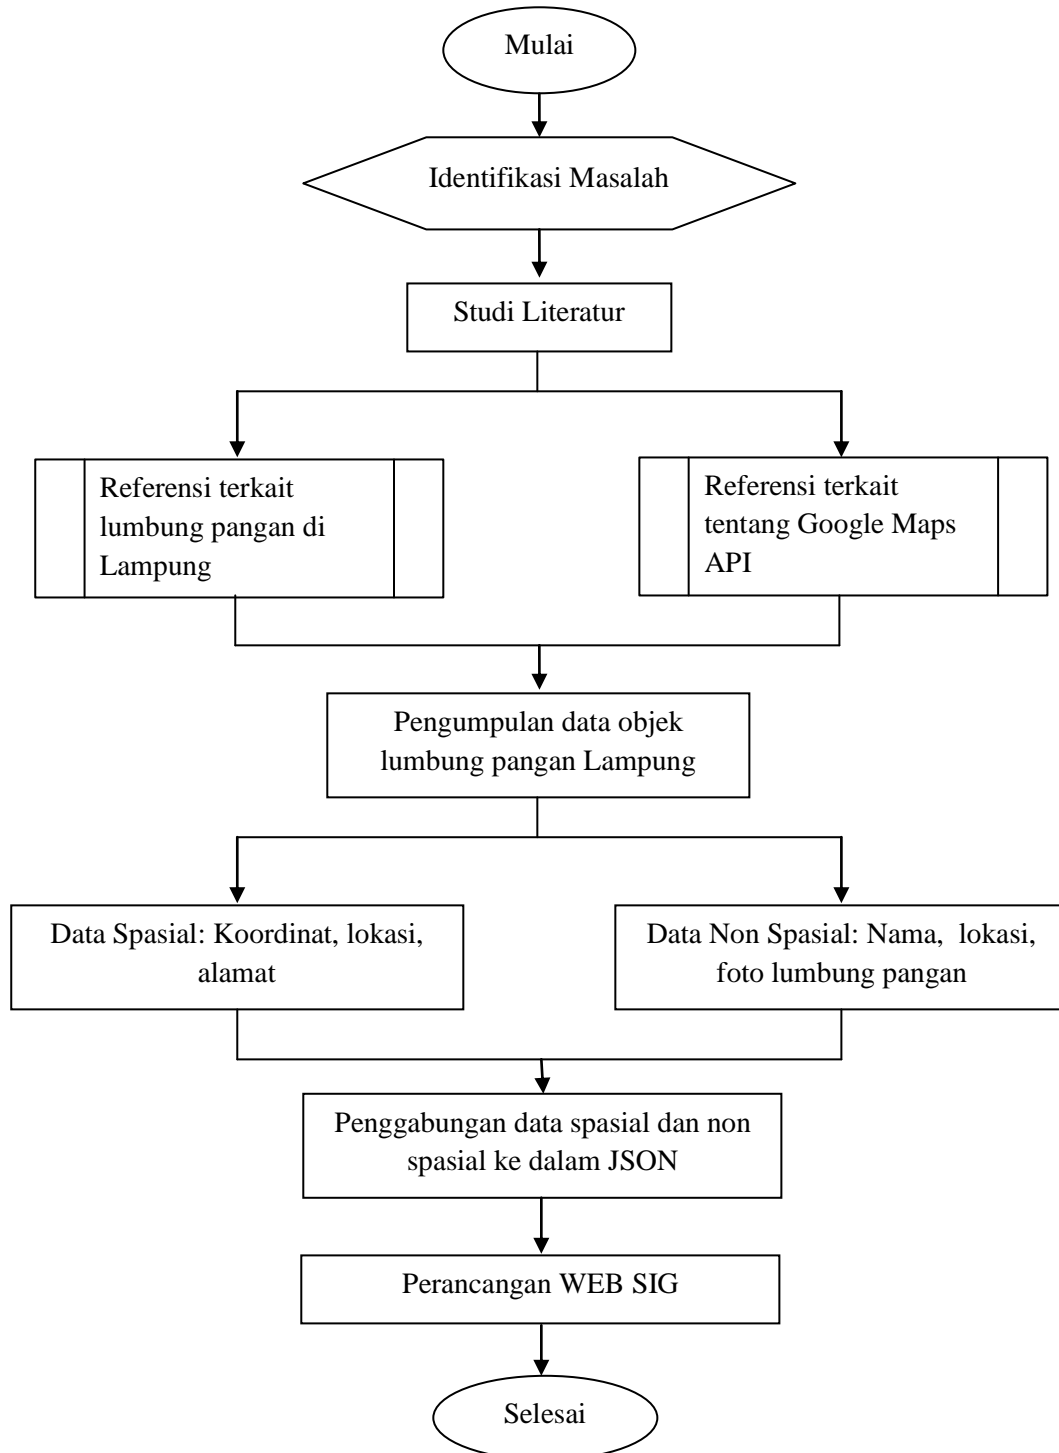 Mulai
Identifikasi Masalah
Studi Literatur
Referensi terkait
lumbung pangan di
Lampung
Referensi terkait
tentang Google Maps
API
Pengumpulan data objek
lumbung pangan Lampung
Data Spasial: Koordinat, lokasi,
alamat
Data Non Spasial: Nama, lokasi,
foto lumbung pangan
Penggabungan data spasial dan non
spasial ke dalam JSON
Perancangan WEB SIG
Selesai